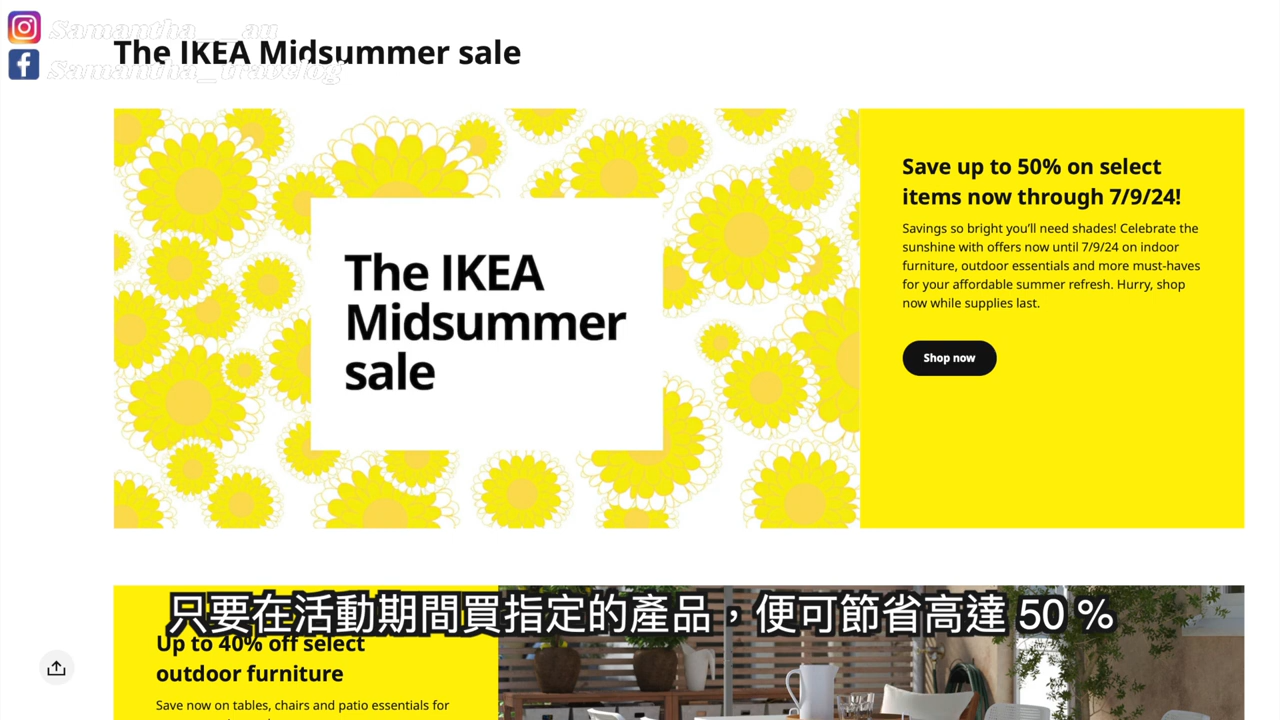 Samantha__au
Samantha_travelog
The IKEA Midsummer sale
The IKEA
Midsummer
sale
Save up to 50% on select
items now through 7/9/24!
Savings so bright you’ll need shades! Celebrate the
sunshine with offers now until 7/9/24 on indoor
furniture, outdoor essentials and more must-haves
for your affordable summer refresh. Hurry, shop
now while supplies last.
Shop now
只要在活動期間買指定的產品，便可節省高達 50 %
Up to 40% off select
outdoor furniture
Save now on tables, chairs and patio essentials for